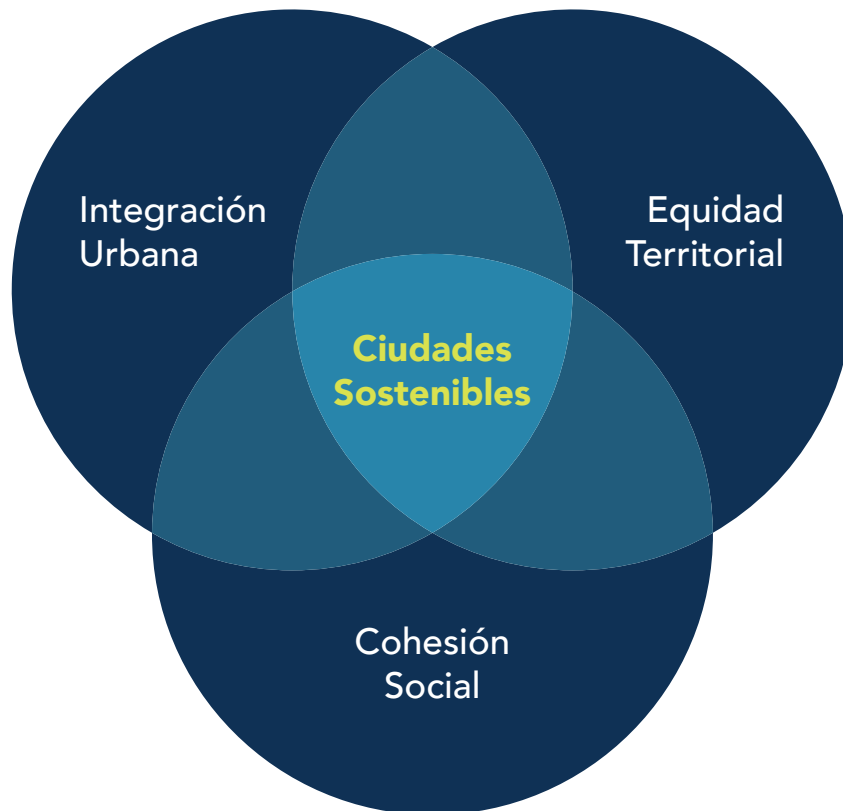 Integración
Urbana
Equidad
Territorial
Ciudades
Sostenibles
Cohesión
Social